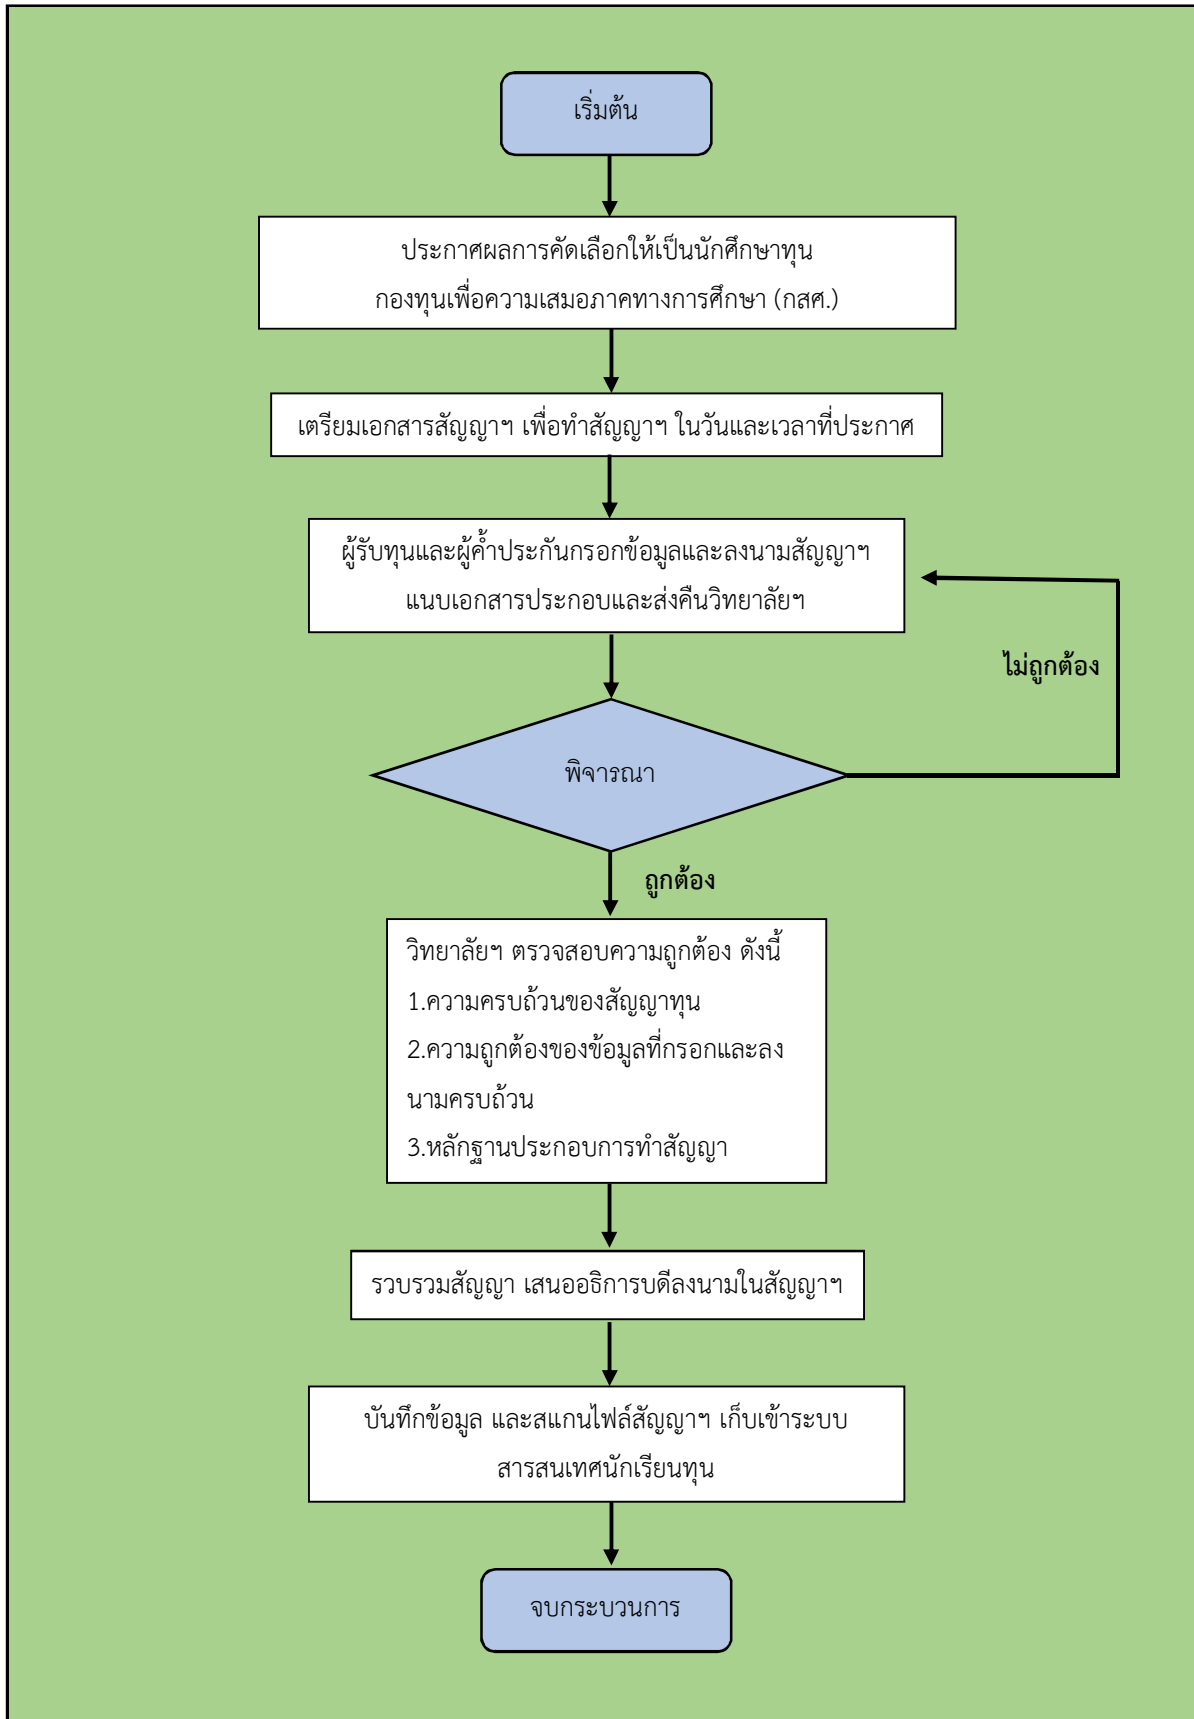 เริ่มต้น
ประกาศผลการคัดเลือกให้เป็นนักศึกษาทุน
กองทุนเพื่อความเสมอภาคทางการศึกษา (กสศ.)
เตรียมเอกสารสัญญาฯ เพื่อทำสัญญาฯ ในวันและเวลาที่ประกาศ
ผู้รับทุนและผู้ค้ำประกันกรอกข้อมูลและลงนามสัญญาฯ
แนบเอกสารประกอบและส่งคืนวิทยาลัยฯ
ไม่ถูกต้อง
พิจารณา
ถูกต้อง
วิทยาลัยฯ ตรวจสอบความถูกต้อง ดังนี้
1.ความครบถ้วนของสัญญาทุน
2.ความถูกต้องของข้อมูลที่กรอกและลง
นามครบถ้วน
3.หลักฐานประกอบการทำสัญญา
รวบรวมสัญญา เสนออธิการบดีลงนามในสัญญาฯ
บันทึกข้อมูล และสแกนไฟล์สัญญาฯ เก็บเข้าระบบ
สารสนเทศนักเรียนทุน
จบกระบวนการ